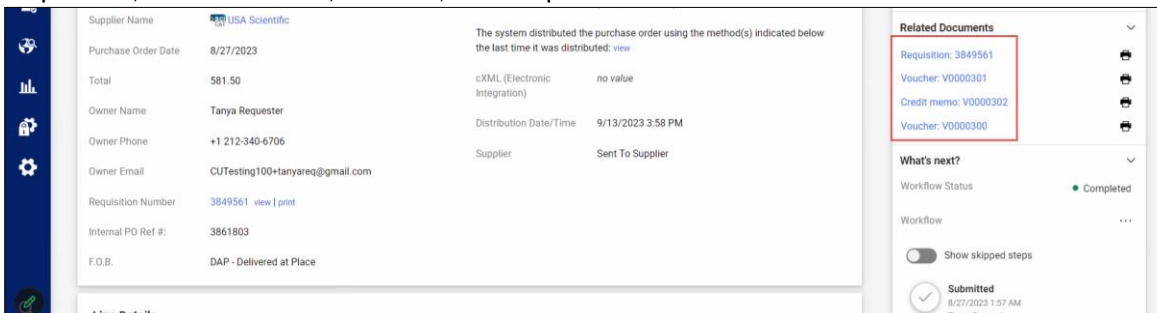 Supplier Name
USA Scientific
Purchase Order Date
8/27/2023
Total
581.50
Owner Name
Tanya Requester
Owner Phone
+1 212-340-6706
Owner Email
CUTesting100+tanyareq@gmail.com
Requisition Number
3849561 view | print
Internal PO Ref #:
3861803
F.O.B.
DAP - Delivered at Place
The system distributed the purchase order using the method(s) indicated below
the last time it was distributed: view
cXML (Electronic
Integration)
no value
Distribution Date/Time
9/13/2023 3:58 PM
Supplier
Sent To Supplier
Related Documents
Requisition: 3849561
Voucher: V0000301
Credit memo: V0000302
Voucher: V0000300
What's next?
Workflow Status
Completed
Workflow
Show skipped steps
Submitted
8/27/2023 1:57 AM